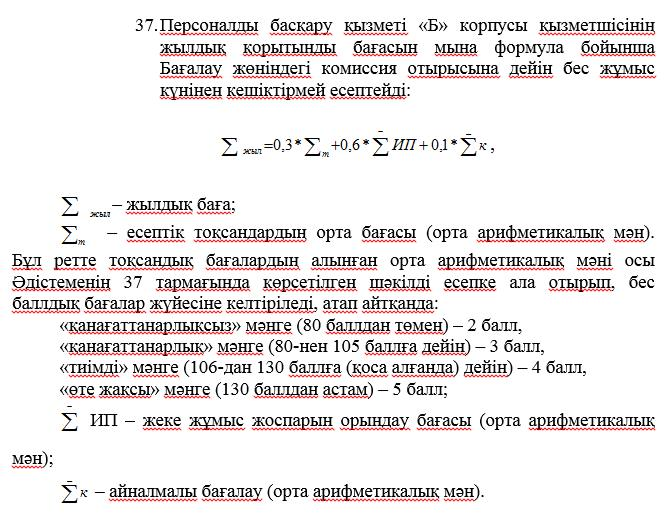 37. Персоналды басқару қызметі «Б» корпусы қызметшісінің
жылдық қорытынды бағасын мына формула бойынша
Бағалау жөніндегі комиссия отырысына дейін бес жұмыс
күнінен кешіктірмей есептейді:
∑ жыл =0,3*∑т +0,6*∑̄ ИП + 0,1*∑̄ к ,
∑ жыл – жылдық баға;
∑т – есептік тоқсандардың орта бағасы (орта арифметикалық мән).
Бұл ретте тоқсандық бағалардың алынған орта арифметикалық мәні осы
Әдістеменің 37 тармағында көрсетілген шәкілді есепке ала отырып, бес
баллдық бағалар жүйесіне келтіріледі, атап айтқанда:
«қанағаттанарлықсыз» мәнге (80 баллдан төмен) – 2 балл,
«қанағаттанарлық» мәнге (80-нен 105 баллға дейін) – 3 балл,
«тиімді» мәнге (106-дан 130 баллға (қоса алғанда) дейін) – 4 балл,
«өте жақсы» мәнге (130 баллдан астам) – 5 балл;
∑̄ ИП – жеке жұмыс жоспарын орындау бағасы (орта арифметикалық
мән);
∑̄ к – айналмалы бағалау (орта арифметикалық мән).